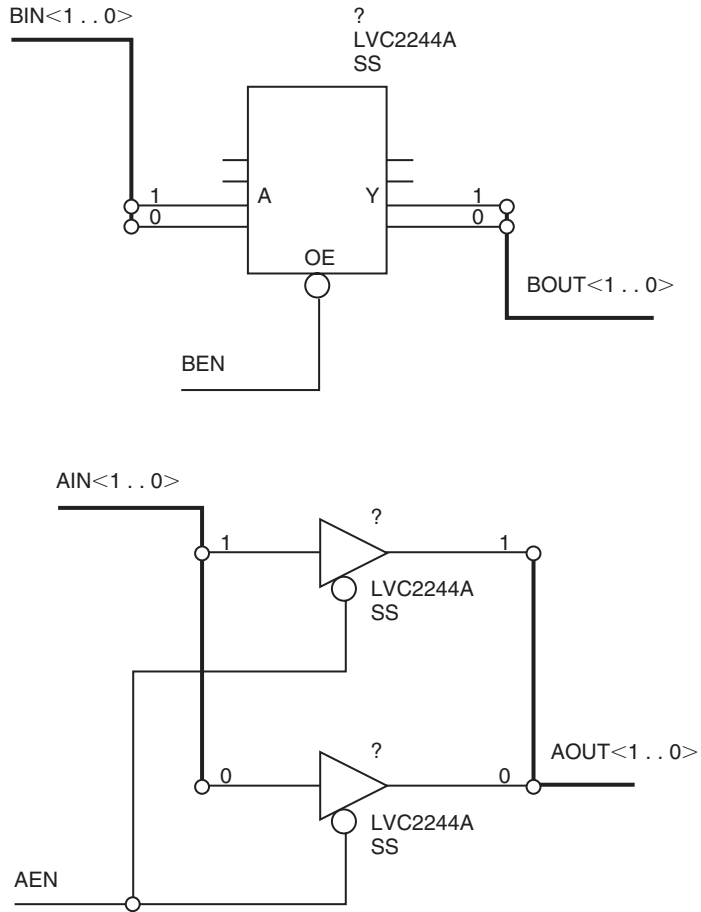 BIN<1 . . 0>
?
LVC2244A
SS
1
0
A
Y
1
0
OE
BOUT<1 . . 0>
BEN
AIN<1 . . 0>
?
1
1
LVC2244A
SS
?
AOUT<1 . . 0>
0
0
LVC2244A
SS
AEN